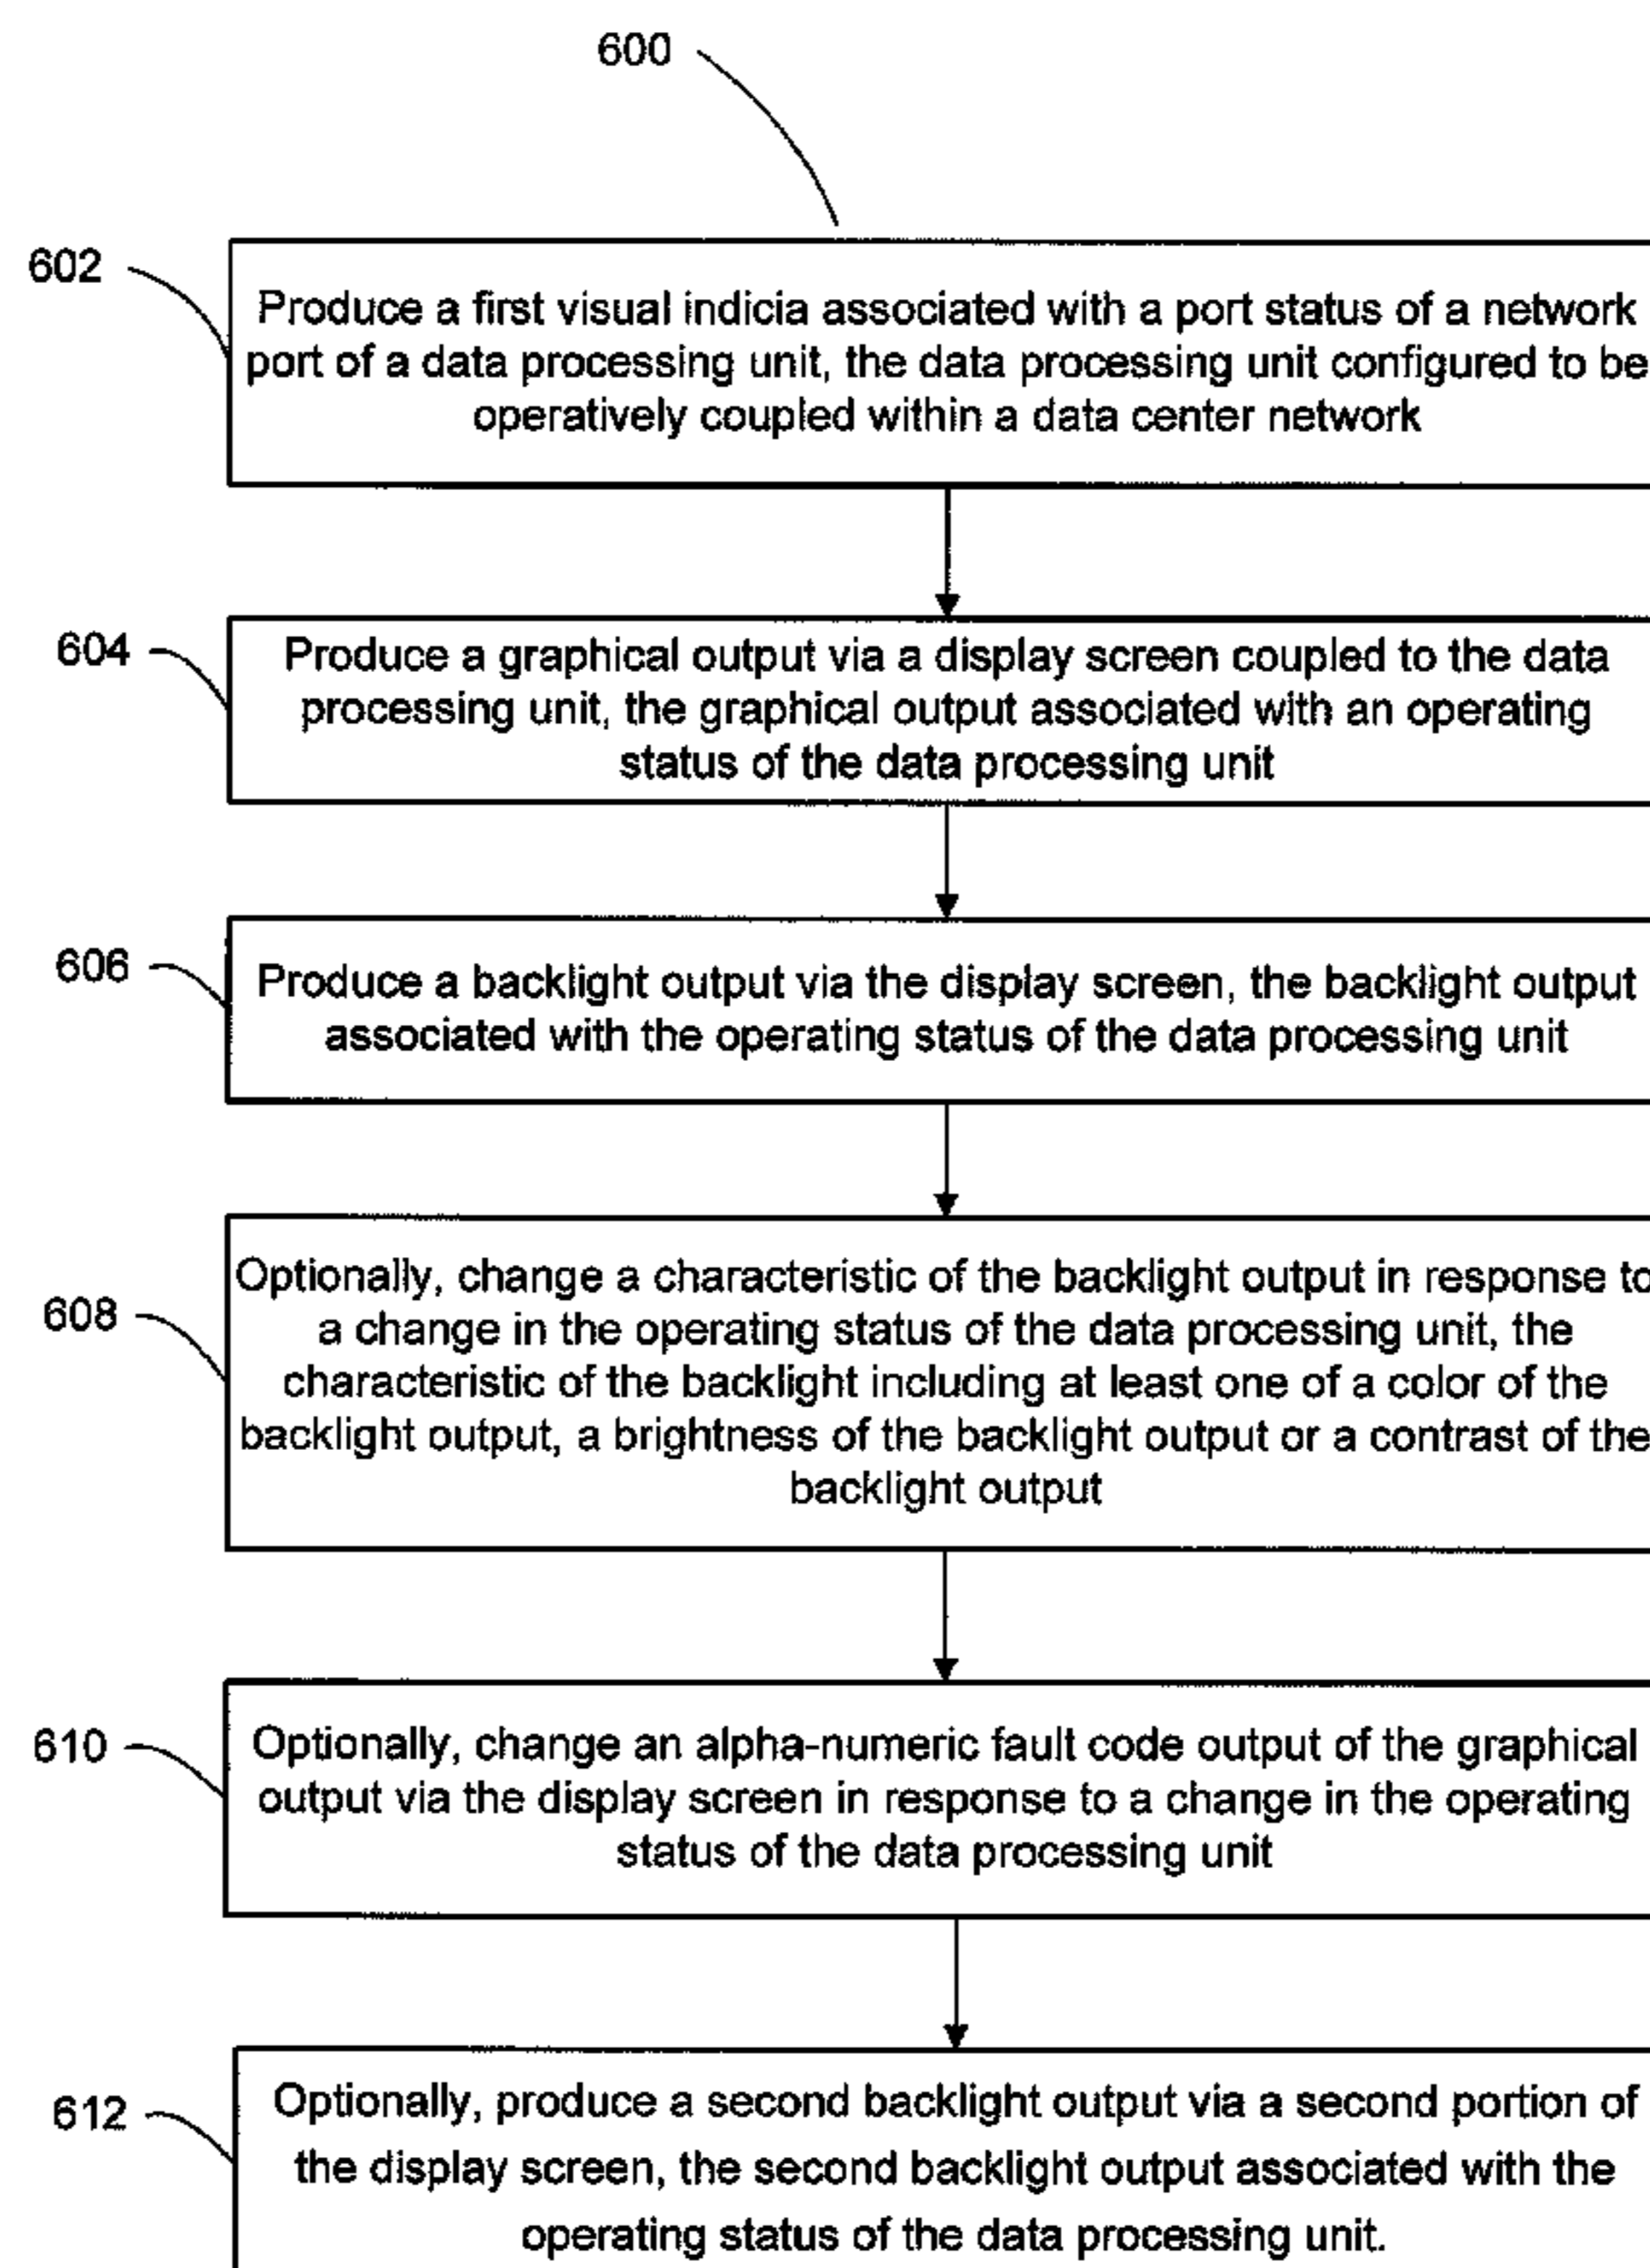 600
602
Produce a first visual indicia associated with a port status of a network
port of a data processing unit, the data processing unit configured to be
operatively coupled within a data center network
604
Produce a graphical output via a display screen coupled to the data
processing unit, the graphical output associated with an operating
status of the data processing unit
606
Produce a backlight output via the display screen, the backlight output
associated with the operating status of the data processing unit
608
Optionally, change a characteristic of the backlight output in response to
a change in the operating status of the data processing unit, the
characteristic of the backlight including at least one of a color of the
backlight output, a brightness of the backlight output or a contrast of the
backlight output
610
Optionally, change an alpha-numeric fault code output of the graphical
output via the display screen in response to a change in the operating
status of the data processing unit
612
Optionally, produce a second backlight output via a second portion of
the display screen, the second backlight output associated with the
operating status of the data processing unit.